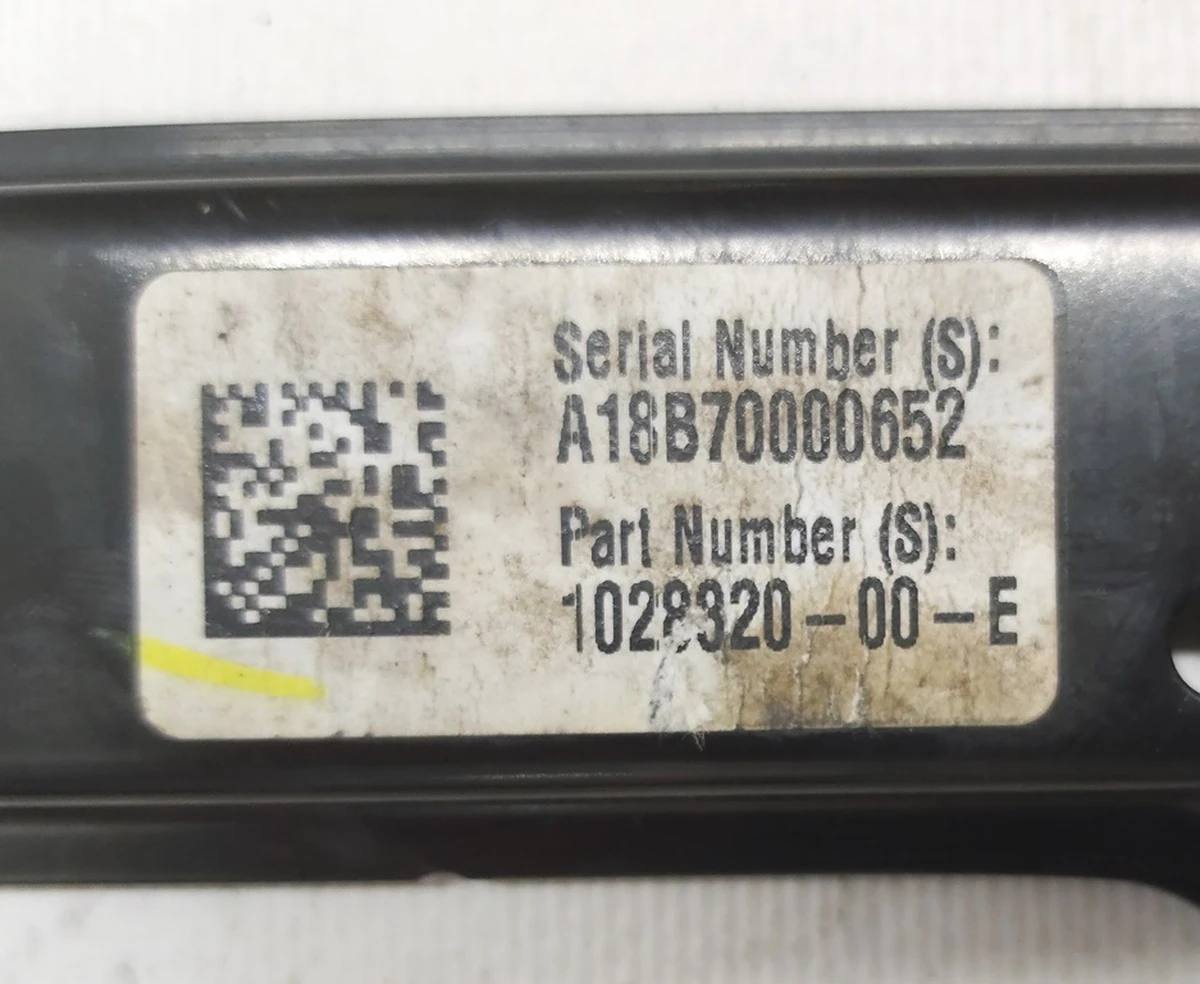 Serial Number (S):
A18B70000652
Part Number (S):
1028320-00-E